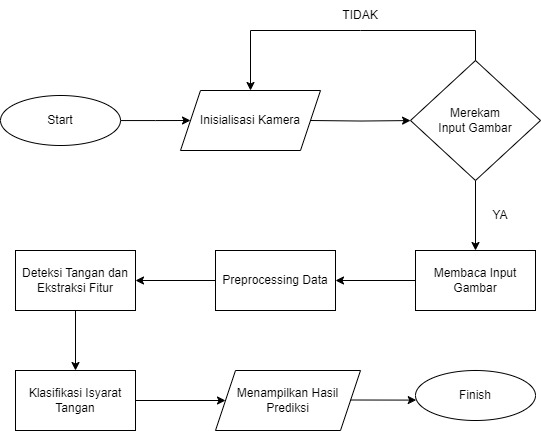 TIDAK
Start
Inisialisasi Kamera
Merekam
Input Gambar
YA
Deteksi Tangan dan
Ekstraksi Fitur
Preprocessing Data
Membaca Input
Gambar
Klasifikasi Isyarat
Tangan
Menampilkan Hasil
Prediksi
Finish